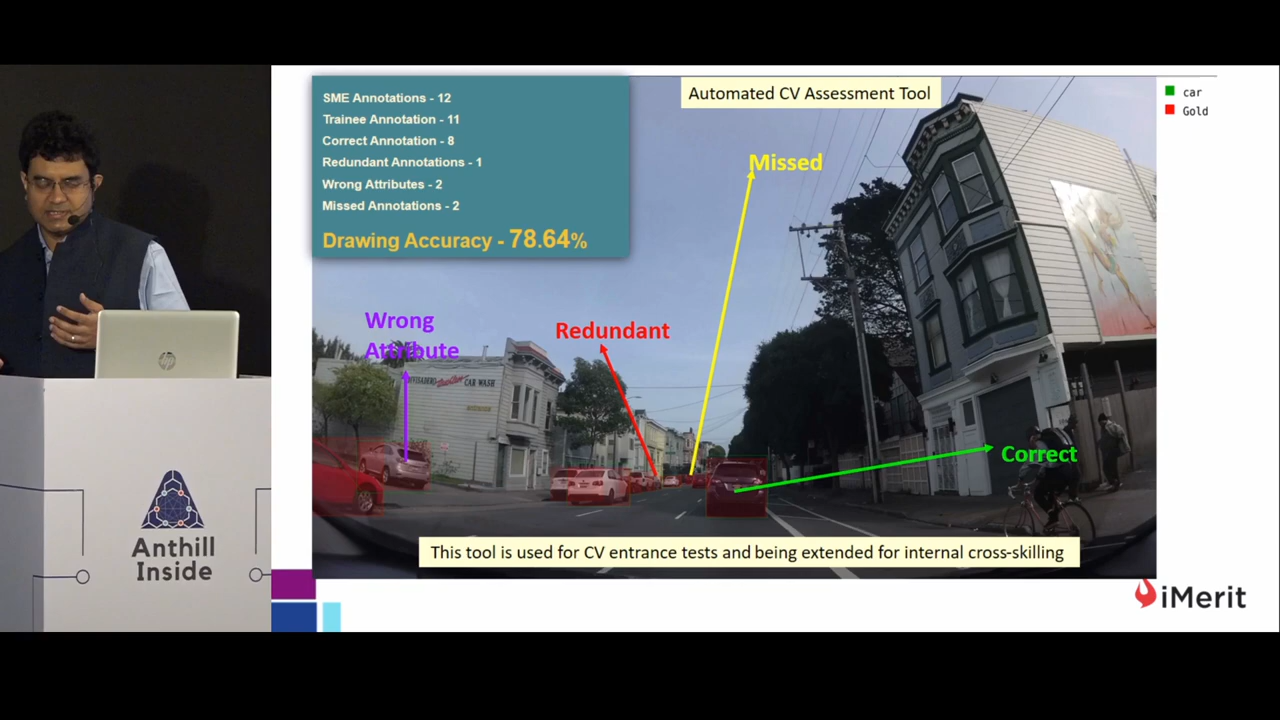 SME Annotations - 12
Trainee Annotation - 11
Correct Annotation - 8
Redundant Annotations - 1
Wrong Attributes - 2
Missed Annotations - 2
Drawing Accuracy - 78.64%
Automated CV Assessment Tool
car
Gold
Missed
Wrong
Attribute
Redundant
CAR WASH
Correct
This tool is used for CV entrance tests and being extended for internal cross-skilling
hp
Anthill
Inside
iMerit